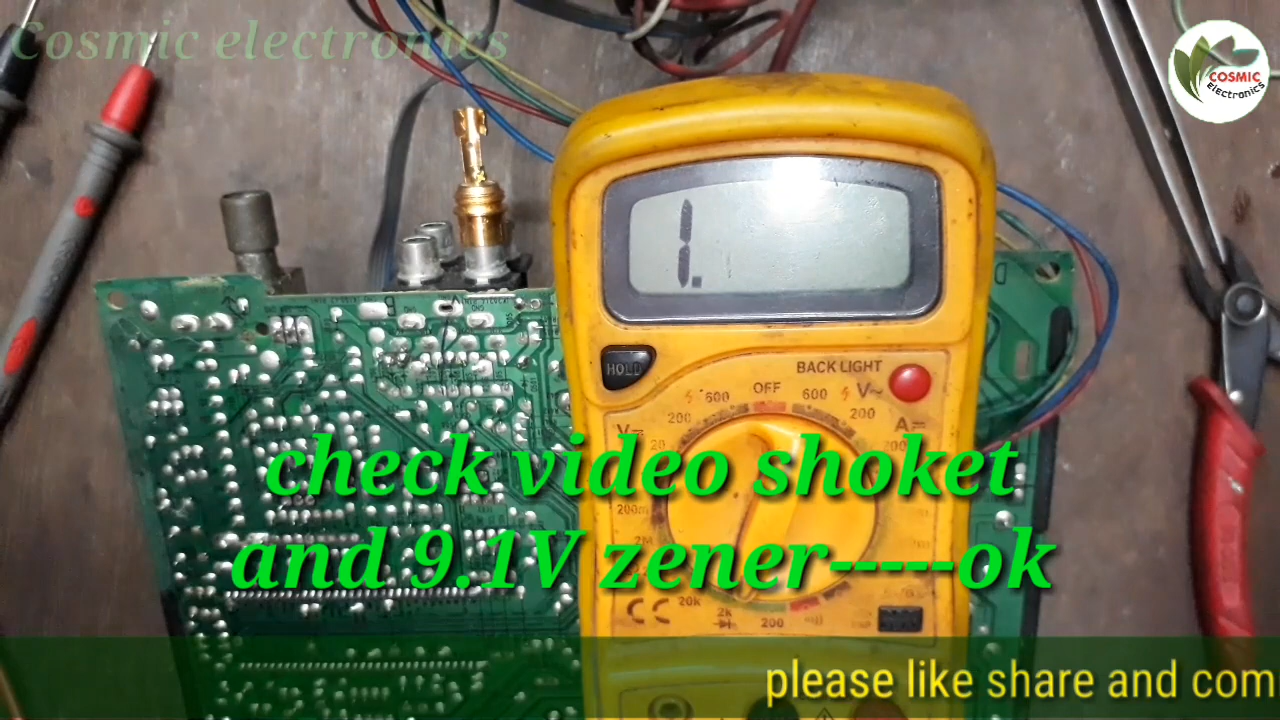 Cosmic electronics
COSMIC
Electronics
1.
HOLD
BACK LIGHT
OFF
600
600
V~
200
200
V
A
20
200m
2M
20k
2k
200
check video shoket
and 9.1V zener-----ok
please like share and com